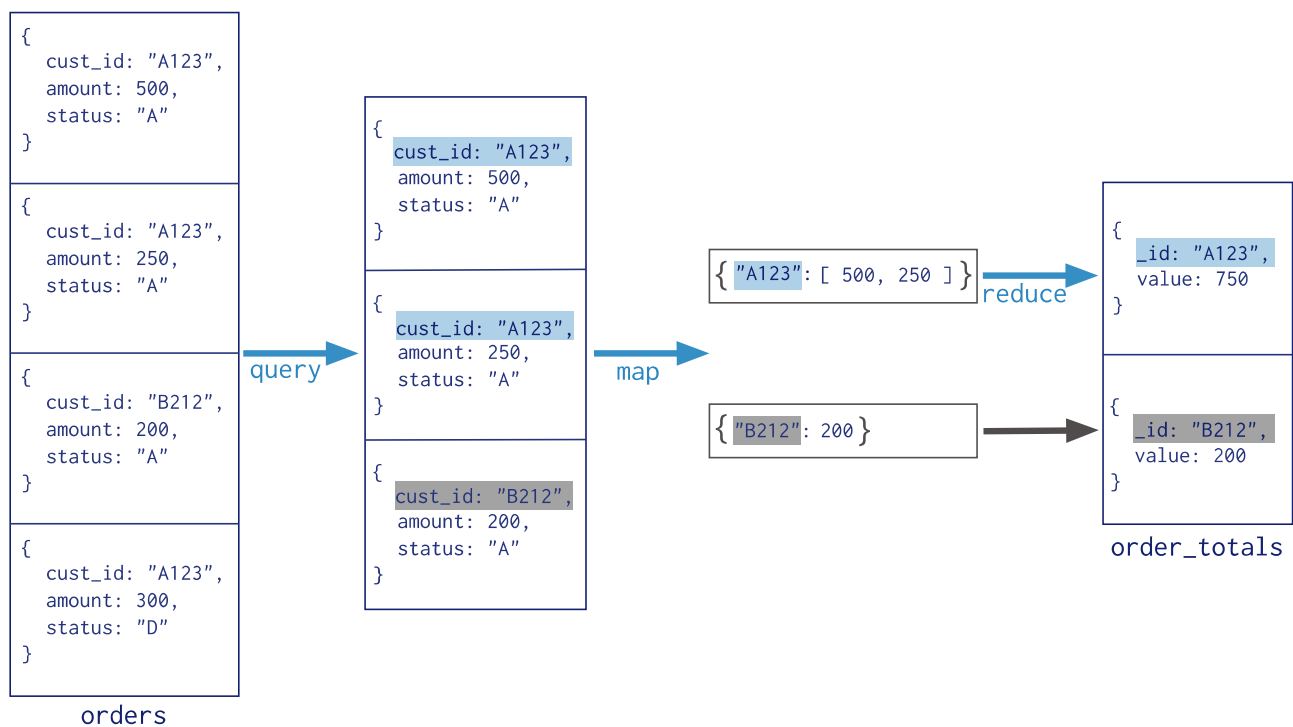 {
cust_id: "A123",
amount: 500,
status: "A"
}
{
cust_id: "A123",
amount: 250,
status: "A"
}
{
cust_id: "B212",
amount: 200,
status: "A"
}
{
cust_id: "A123",
amount: 300,
status: "D"
}
orders
query
{
cust_id: "A123",
amount: 500,
status: "A"
}
{
cust_id: "A123",
amount: 250,
status: "A"
}
{
cust_id: "B212",
amount: 200,
status: "A"
}
map
{ "A123": [ 500, 250 ] }
reduce
{ "B212": 200 }
{
_id: "A123",
value: 750
}
{
_id: "B212",
value: 200
}
order_totals